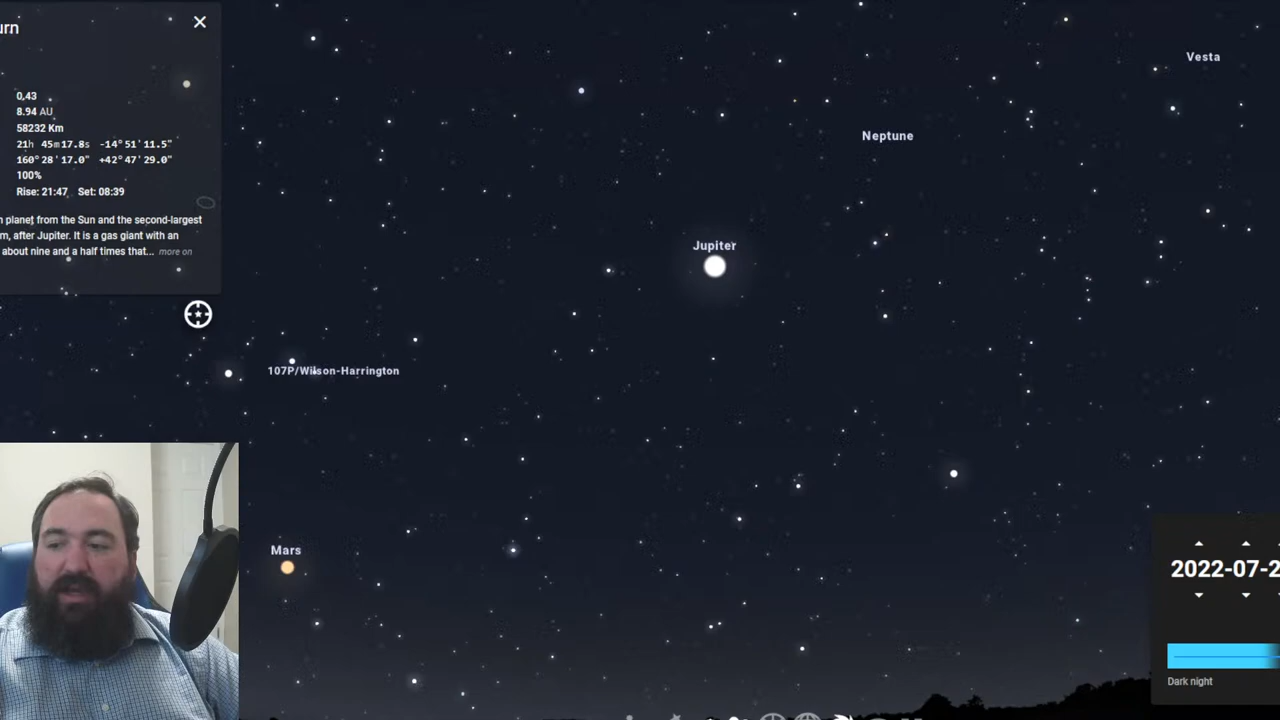 urn
0,43
8.94 AU
58232 Km
21h 45m17.8s -14°51'11.5"
160°28'17.0" +42°47'29.0"
100%
Rise: 21:47 Set: 08:39
planet from the Sun and the second-largest
m, after Jupiter. It is a gas giant with an
about nine and a half times that... more on
Vesta
Neptune
Jupiter
107P/Wilson-Harrington
Mars
2022-07-2
Dark night